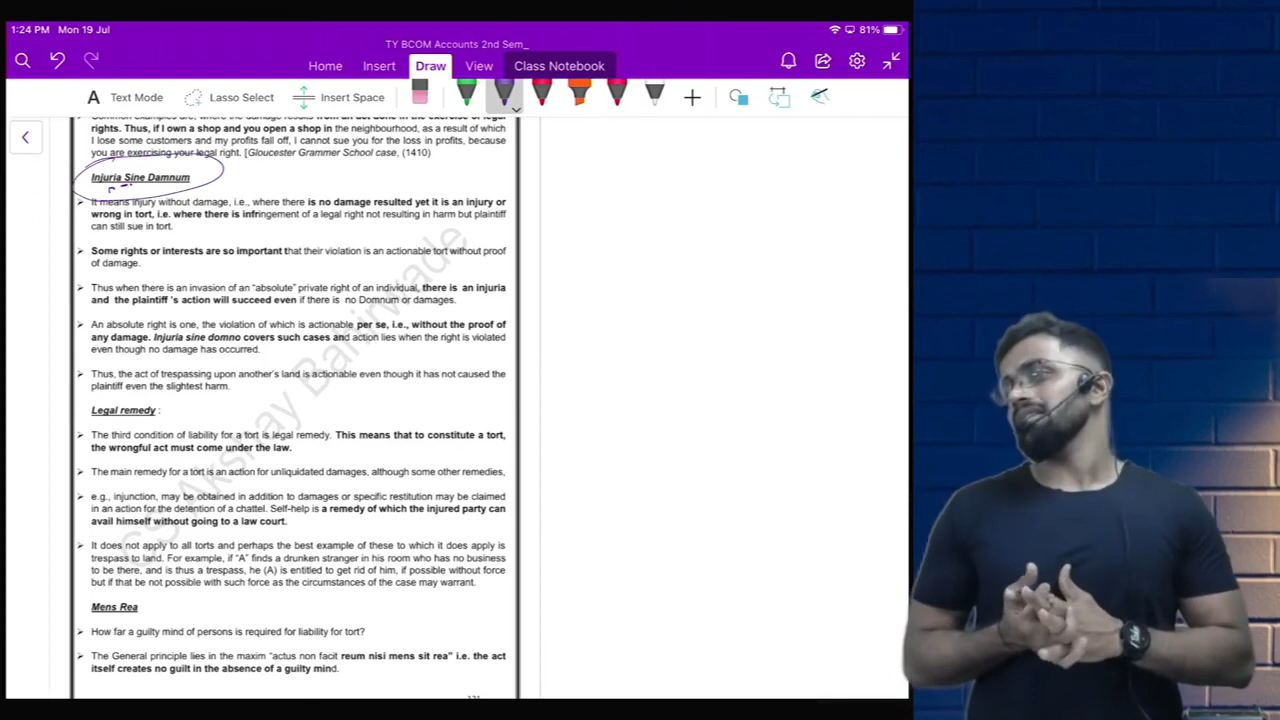 1:24 PM Mon 19 Jul
81%
TY BCOM Accounts 2nd Sem_
Home Insert Draw View Class Notebook
Text Mode Lasso Select Insert Space
Common examples are, where the damage results from an act done in the exercise of legal
rights. Thus, if I own a shop and you open a shop in the neighbourhood, as a result of which
I lose some customers and my profits fall off, I cannot sue you for the loss in profits, because
you are exercising your legal right. [Gloucester Grammer School case, (1410)
Injuria Sine Damnum
It means injury without damage, i.e., where there is no damage resulted yet it is an injury or
wrong in tort, i.e. where there is infringement of a legal right not resulting in harm but plaintiff
can still sue in tort.
Some rights or interests are so important that their violation is an actionable tort without proof
of damage.
Thus when there is an invasion of an "absolute" private right of an individual, there is an injuria
and the plaintiff 's action will succeed even if there is no Domnum or damages.
An absolute right is one, the violation of which is actionable per se, i.e., without the proof of
any damage. Injuria sine domno covers such cases and action lies when the right is violated
even though no damage has occurred.
Thus, the act of trespassing upon another's land is actionable even though it has not caused the
plaintiff even the slightest harm.
Legal remedy :
The third condition of liability for a tort is legal remedy. This means that to constitute a tort,
the wrongful act must come under the law.
The main remedy for a tort is an action for unliquidated damages, although some other remedies,
e.g., injunction, may be obtained in addition to damages or specific restitution may be claimed
in an action for the detention of a chattel. Self-help is a remedy of which the injured party can
avail himself without going to a law court.
It does not apply to all torts and perhaps the best example of these to which it does apply is
trespass to land. For example, if "A" finds a drunken stranger in his room who has no business
to be there, and is thus a trespass, he (A) is entitled to get rid of him, if possible without force
but if that be not possible with such force as the circumstances of the case may warrant.
Mens Rea
How far a guilty mind of persons is required for liability for tort?
The General principle lies in the maxim "actus non facit reum nisi mens sit rea" i.e. the act
itself creates no guilt in the absence of a guilty mind.
CS Akshay Bahirwade